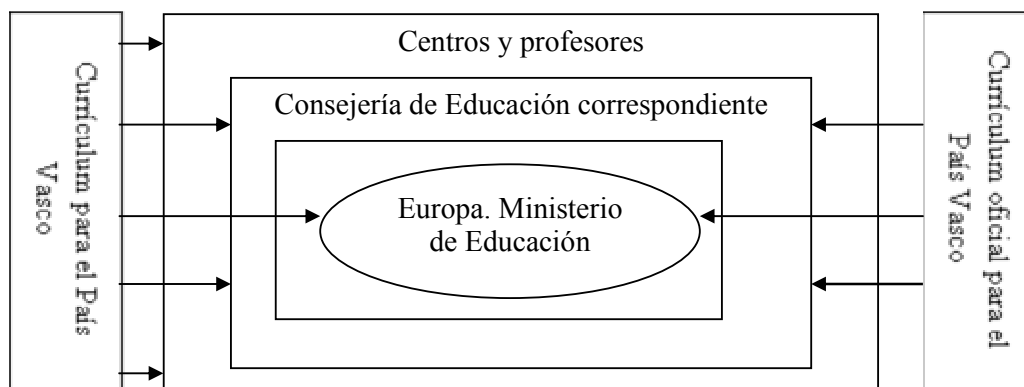 Currículum para el País
Vasco
Centros y profesores
Consejería de Educación correspondiente
Europa. Ministerio
de Educación
Currículum oficial para el
País Vasco